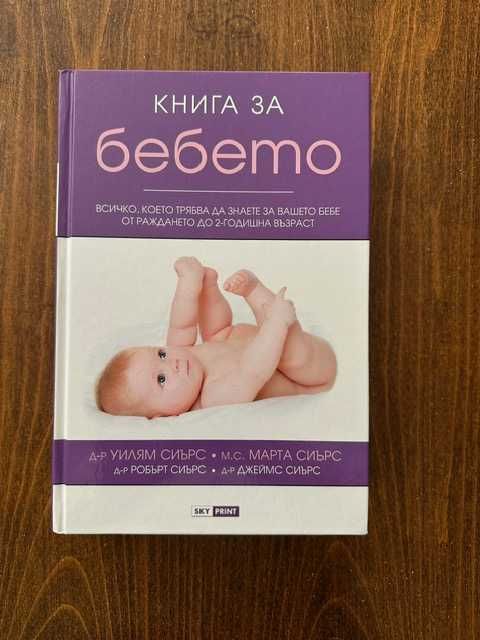 КНИГА ЗА
бебето
ВСИЧКО, КОЕТО ТРЯБВА ДА ЗНАЕТЕ ЗА ВАШЕТО БЕБЕ
ОТ РАЖДАНЕТО ДО 2-ГОДИШНА ВЪЗРАСТ
Д-Р УИЛЯМ СИЪРС • М.С. МАРТА СИЪРС
Д-Р РОБЪРТ СИЪРС • Д-Р ДЖЕЙМС СИЪРС
SKY PRINT